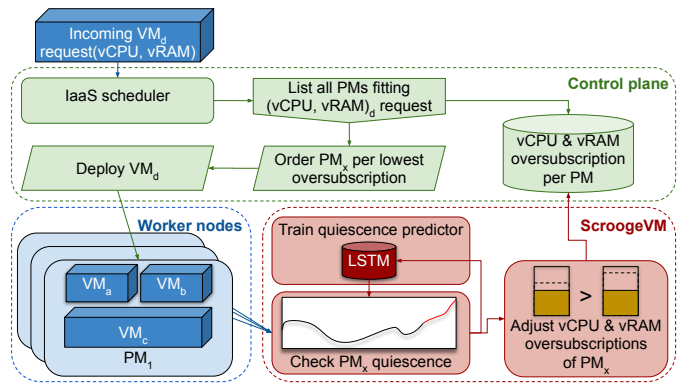 Incoming VMd
request(vCPU, vRAM)
IaaS scheduler
List all PMs fitting
(vCPU, vRAM)d request
Control plane
Deploy VMd
Order PMx per lowest
oversubscription
vCPU & vRAM
oversubscription
per PM
Worker nodes
ScroogeVM
VMa
VMb
VMc
PM1
Train quiescence predictor
LSTM
Check PMx quiescence
>
Adjust vCPU & vRAM
oversubscriptions
of PMx